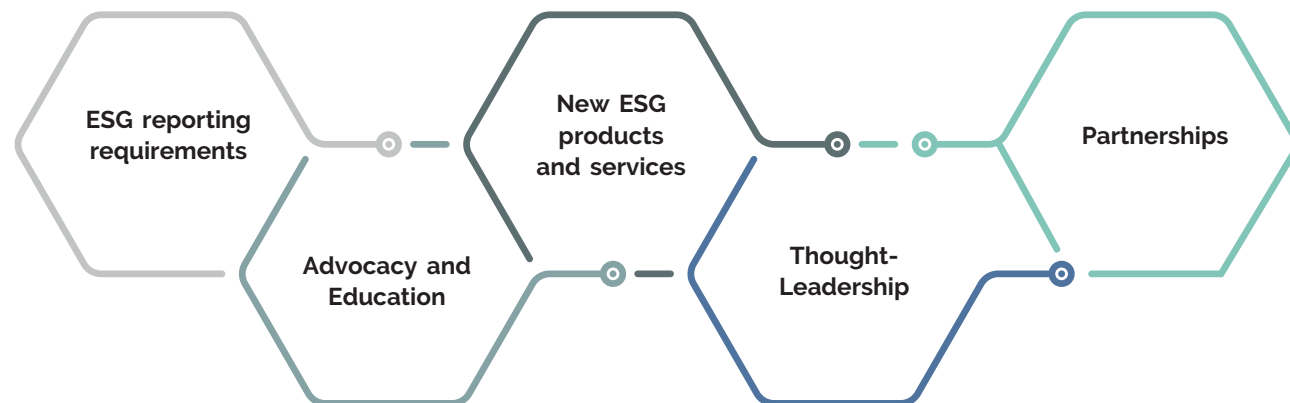 ESG reporting
requirements
Advocacy and
Education
New ESG
products
and services
Thought-
Leadership
Partnerships